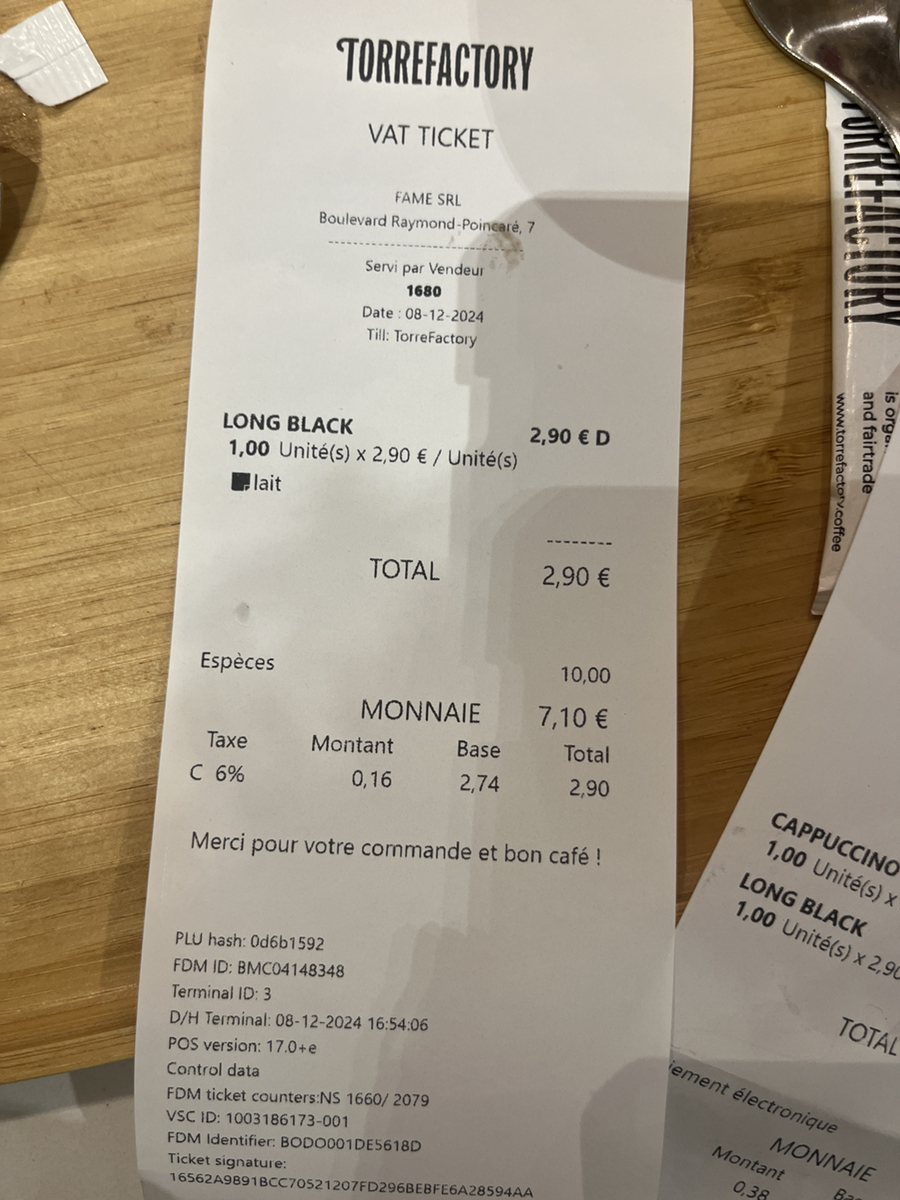 TORREFACTORY
VAT TICKET
FAME SRL
Boulevard Raymond-Poincaré, 7
------------------------------
Servi par Vendeur
1680
Date : 08-12-2024
Till: TorreFactory
LONG BLACK 2,90 € D
1,00 Unité(s) x 2,90 € / Unité(s)
lait
--------
TOTAL 2,90 €
Espèces 10,00
MONNAIE 7,10 €
Taxe Montant Base Total
C 6% 0,16 2,74 2,90
Merci pour votre commande et bon café !
PLU hash: 0d6b1592
FDM ID: BMC04148348
Terminal ID: 3
D/H Terminal: 08-12-2024 16:54:06
POS version: 17.0+e
Control data
FDM ticket counters:NS 1660/ 2079
VSC ID: 1003186173-001
FDM Identifier: BODO001DE5618D
Ticket signature:
16562A9891BCC70521207FD296BEBFE6A28594AA
TORREFACTORY
is
and fairtrade
www.torrefactory.coffee
CAPPUCCINO
1,00 Unité(s) x
LONG BLACK
1,00 Unité(s) x 2,90
TOTAL
électronique
MONNAIE
Montant
0,38